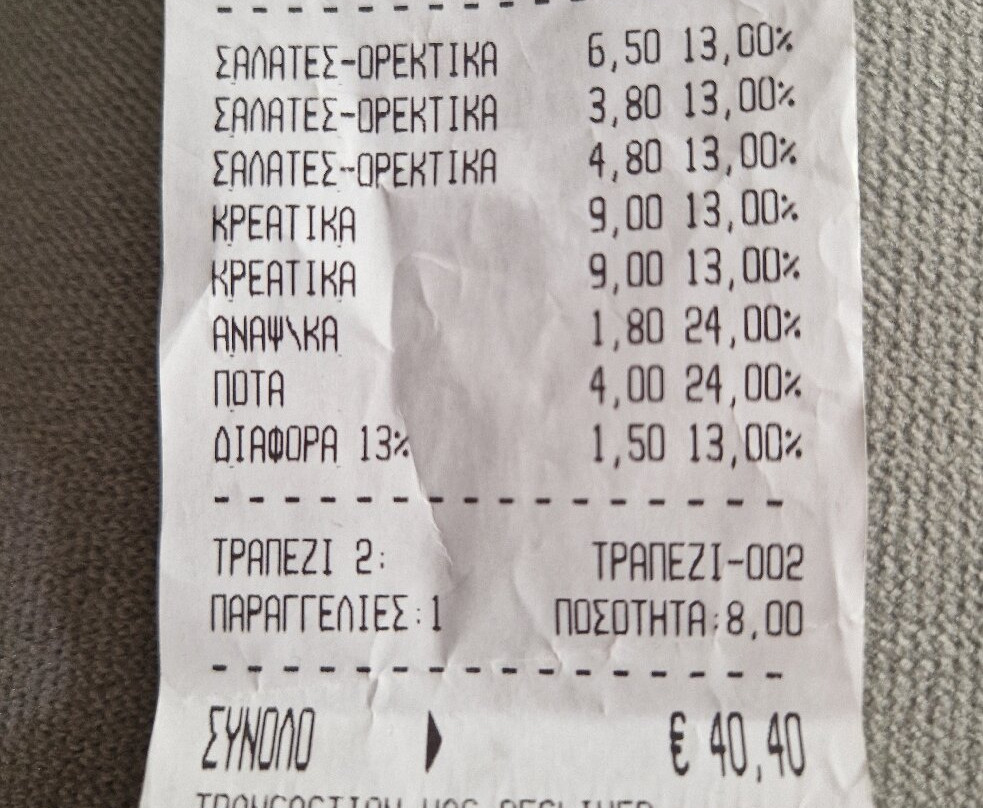 ΣΑΛΑΤΕΣ-ΟΡΕΚΤΙΚΑ 6,50 13,00%
ΣΑΛΑΤΕΣ-ΟΡΕΚΤΙΚΑ 3,80 13,00%
ΣΑΛΑΤΕΣ-ΟΡΕΚΤΙΚΑ 4,80 13,00%
ΚΡΕΑΤΙΚΑ 9,00 13,00%
ΚΡΕΑΤΙΚΑ 9,00 13,00%
ΑΝΑΨ\ΚΑ 1,80 24,00%
ΠΟΤΑ 4,00 24,00%
ΔΙΑΦΟΡΑ 13% 1,50 13,00%
ΤΡΑΠΕΖΙ 2: ΤΡΑΠΕΖΙ-002
ΠΑΡΑΓΓΕΛΙΕΣ:1 ΠΟΣΟΤΗΤΑ:8,00
ΣΥΝΟΛΟ € 40,40